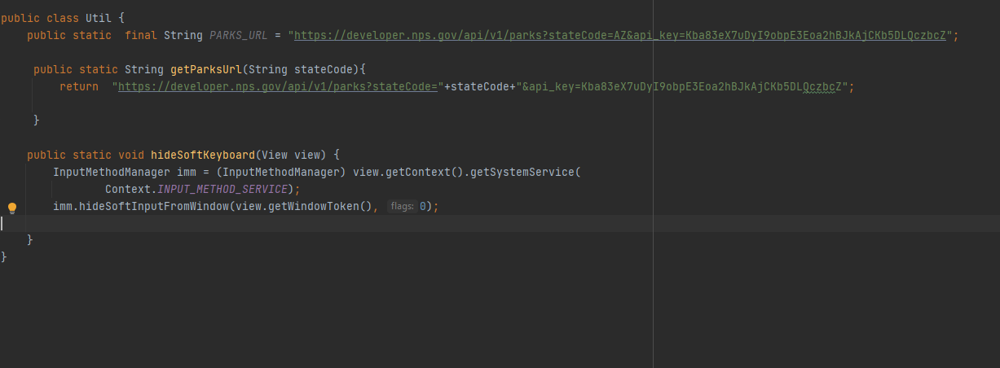 public class Util {
public static  final String PARKS_URL = "https://developer.nps.gov/api/v1/parks?stateCode=AZ&api_key=Kba83eX7uDyI9obpE3Eoa2hBJkAjCKb5DLQczbcZ";
public static String getParksUrl(String stateCode){
return  "https://developer.nps.gov/api/v1/parks?stateCode="+stateCode+"&api_key=Kba83eX7uDyI9obpE3Eoa2hBJkAjCKb5DLQczbcZ";
}
public static void hideSoftKeyboard(View view) {
InputMethodManager imm = (InputMethodManager) view.getContext().getSystemService(
Context.INPUT_METHOD_SERVICE);
imm.hideSoftInputFromWindow(view.getWindowToken(), flags: 0);
}
}